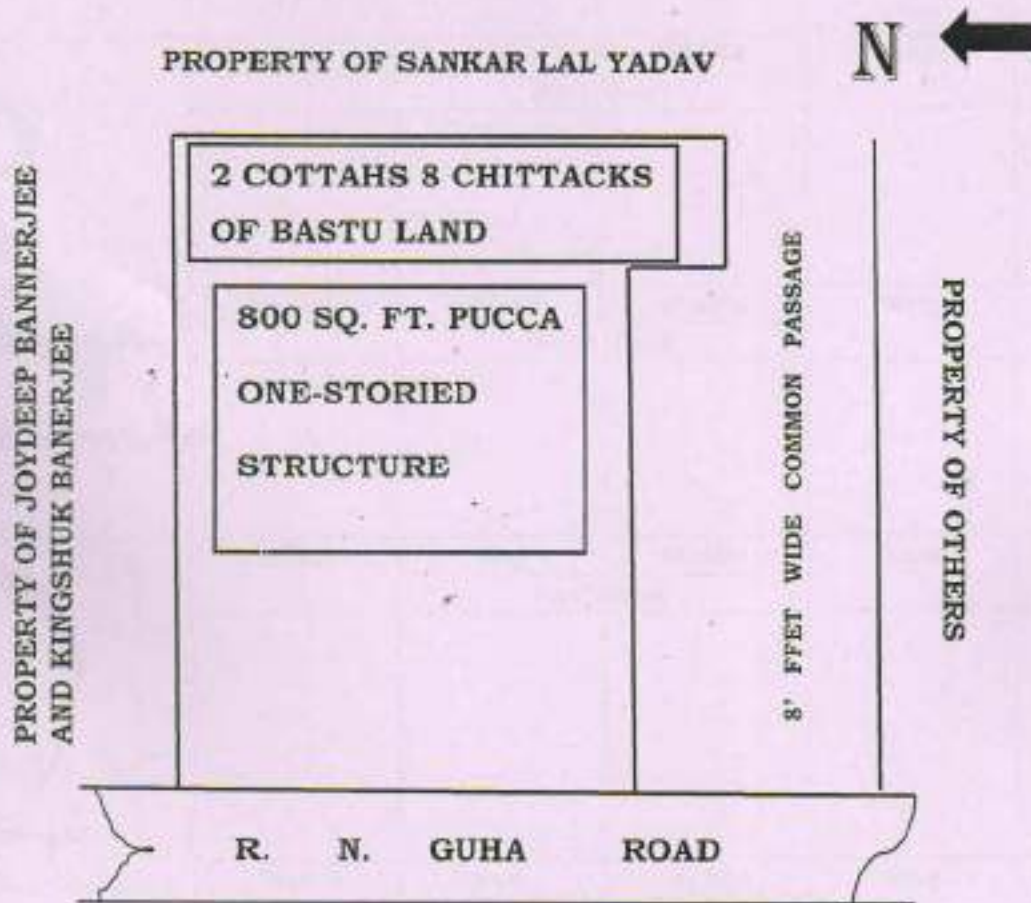 PROPERTY OF SANKAR LAL YADAV
N
PROPERTY OF JOYDEEP BANNERJEE
AND KINGSHUK BANERJEE
2 COTTAHS 8 CHITTACKS
OF BASTU LAND
800 SQ. FT. PUCCA
ONE-STORIED
STRUCTURE
8' FFET WIDE COMMON PASSAGE
PROPERTY OF OTHERS
R. N. GUHA ROAD